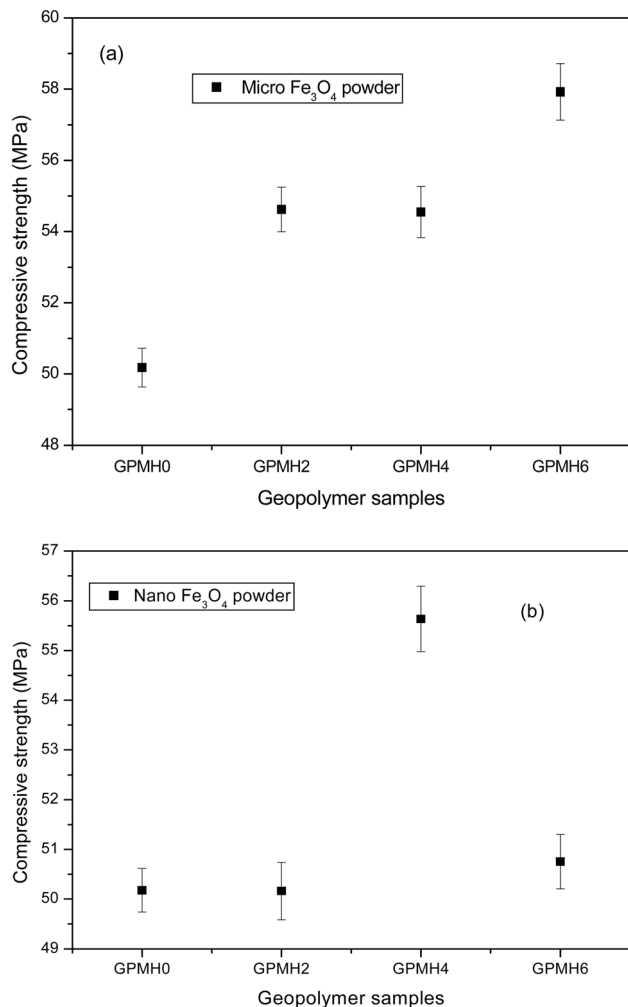 60
(a)
Micro Fe₃O₄ powder
58
56
54
52
50
48
Compressive strength (MPa)
GPMH0 GPMH2 GPMH4 GPMH6
Geopolymer samples
57
Nano Fe₃O₄ powder
(b)
56
55
54
53
52
51
50
49
Compressive strength (MPa)
GPMH0 GPMH2 GPMH4 GPMH6
Geopolymer samples